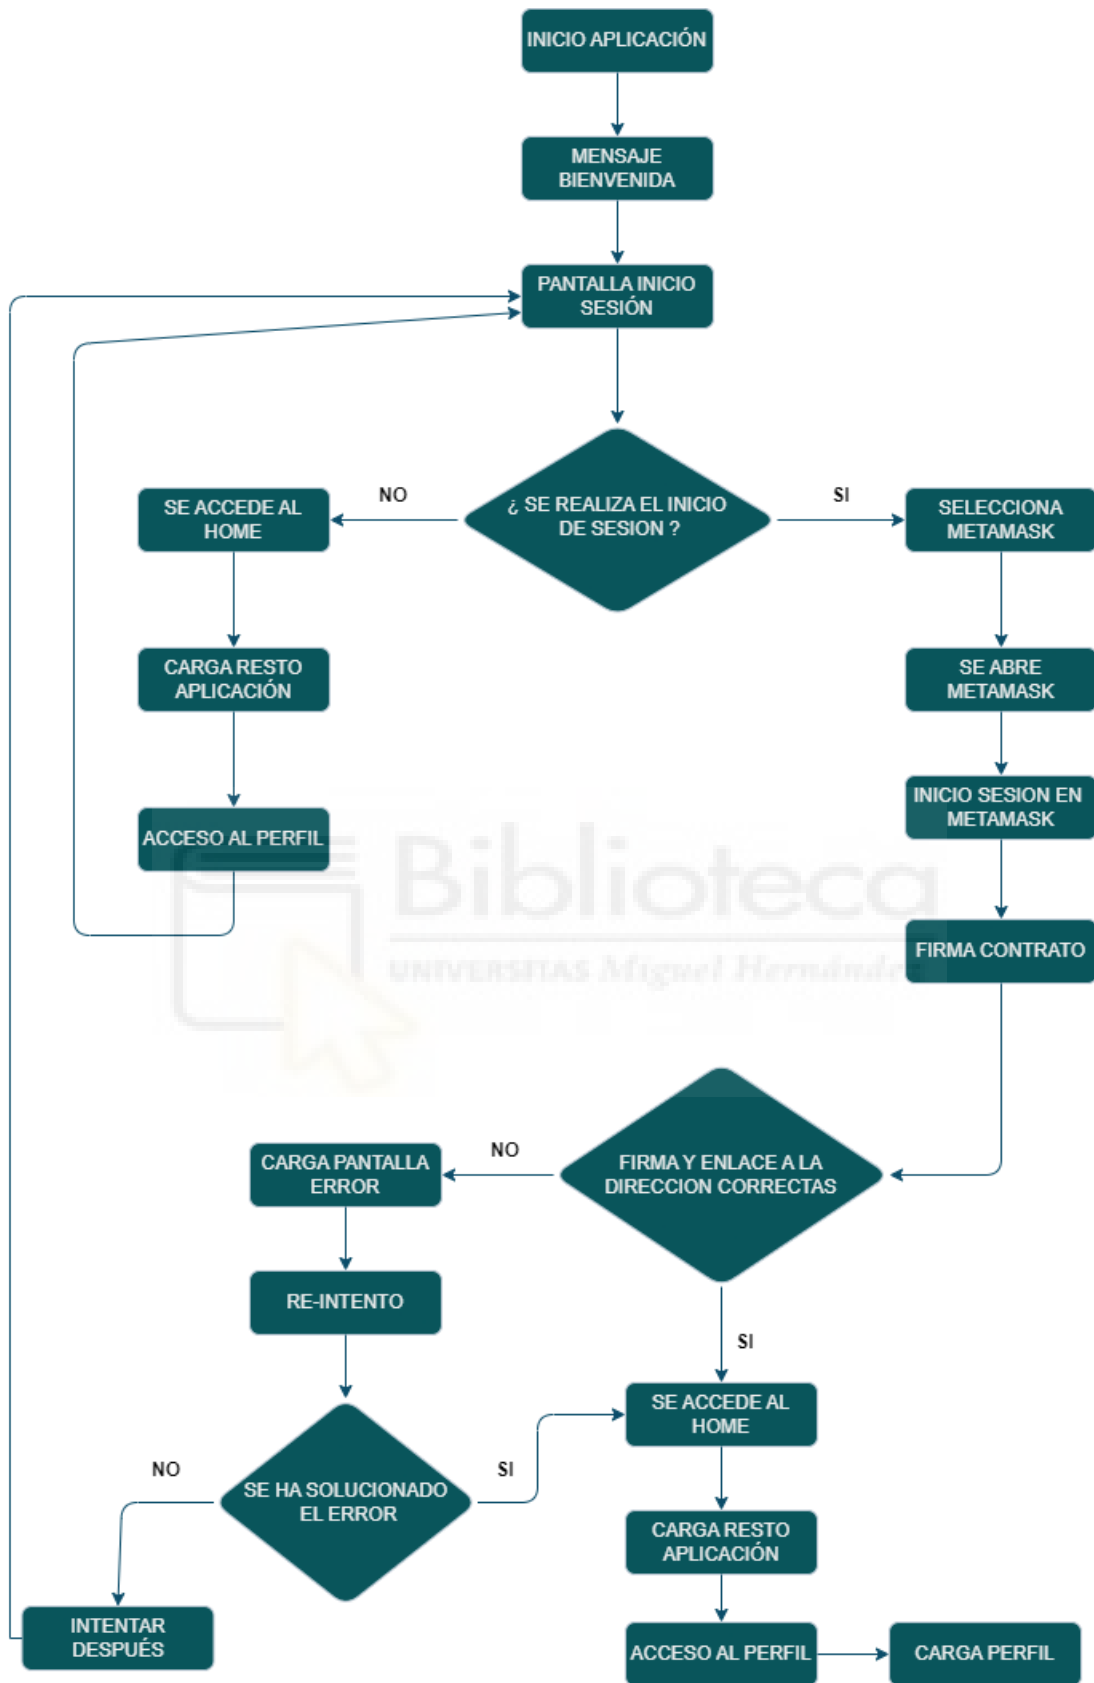 INICIO APLICACIÓN
MENSAJE
BIENVENIDA
PANTALLA INICIO
SESIÓN
¿ SE REALIZA EL INICIO
DE SESION ?
NO
SI
SE ACCEDE AL
HOME
CARGA RESTO
APLICACIÓN
ACCESO AL PERFIL
SELECCIONA
METAMASK
SE ABRE
METAMASK
INICIO SESION EN
METAMASK
FIRMA CONTRATO
Biblioteca
UNIVERSITAS Miguel Hernández
FIRMA Y ENLACE A LA
DIRECCION CORRECTAS
NO
SI
CARGA PANTALLA
ERROR
RE-INTENTO
SE HA SOLUCIONADO
EL ERROR
NO
SI
INTENTAR
DESPUÉS
SE ACCEDE AL
HOME
CARGA RESTO
APLICACIÓN
ACCESO AL PERFIL
CARGA PERFIL